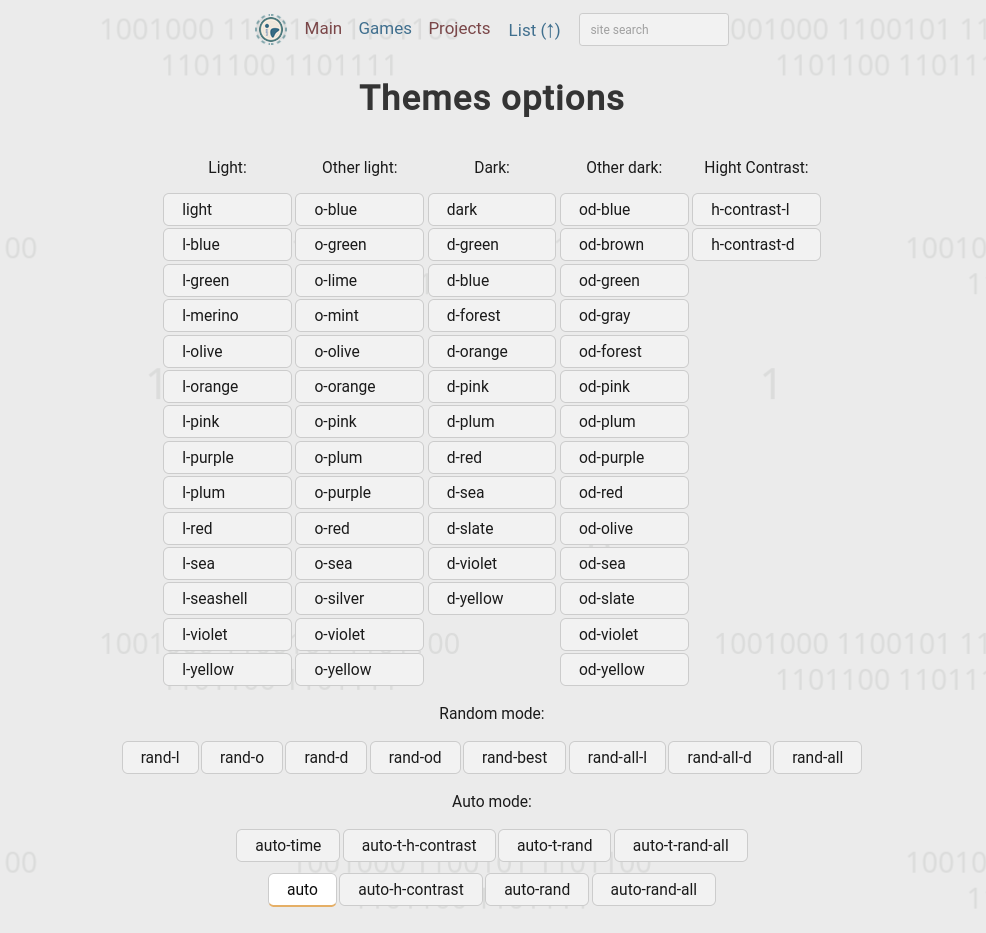 Main Games Projects List (↑) site search
Themes options
Light: Other light: Dark: Other dark: Hight Contrast:
light o-blue dark od-blue h-contrast-l
l-blue o-green d-green od-brown h-contrast-d
l-green o-lime d-blue od-green
l-merino o-mint d-forest od-gray
l-olive o-olive d-orange od-forest
l-orange o-orange d-pink od-pink
l-pink o-pink d-plum od-plum
l-purple o-plum d-red od-purple
l-plum o-purple d-sea od-red
l-red o-red d-slate od-olive
l-sea o-sea d-violet od-sea
l-seashell o-silver d-yellow od-slate
l-violet o-violet od-violet
l-yellow o-yellow od-yellow
Random mode:
rand-l rand-o rand-d rand-od rand-best rand-all-l rand-all-d rand-all
Auto mode:
auto-time auto-t-h-contrast auto-t-rand auto-t-rand-all
auto auto-h-contrast auto-rand auto-rand-all